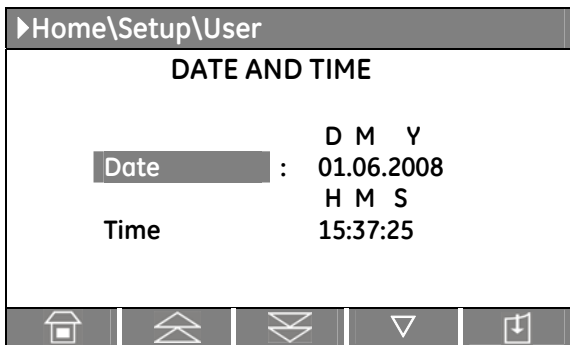 Home\Setup\User
DATE AND TIME
D M Y
Date : 01.06.2008
H M S
Time 15:37:25